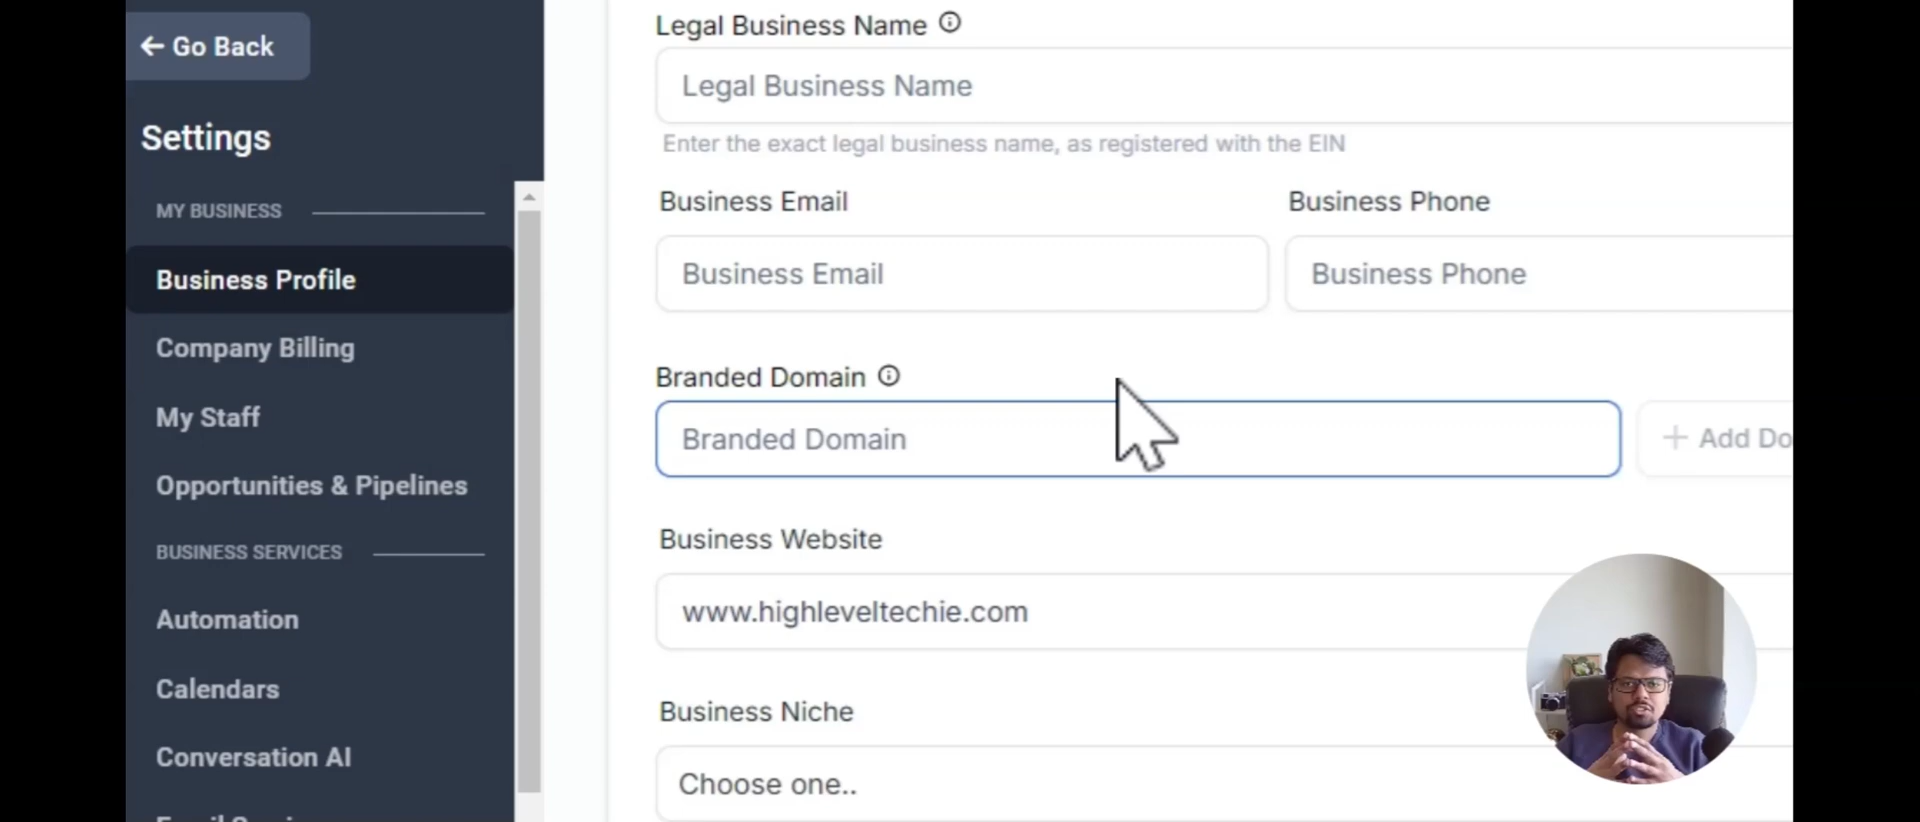 ← Go Back
Settings
MY BUSINESS
Business Profile
Company Billing
My Staff
Opportunities & Pipelines
BUSINESS SERVICES
Automation
Calendars
Conversation AI
Legal Business Name
Legal Business Name
Enter the exact legal business name, as registered with the EIN
Business Email
Business Phone
Business Email
Business Phone
Branded Domain
Branded Domain
+ Add Do
Business Website
www.highleveltechie.com
Business Niche
Choose one..